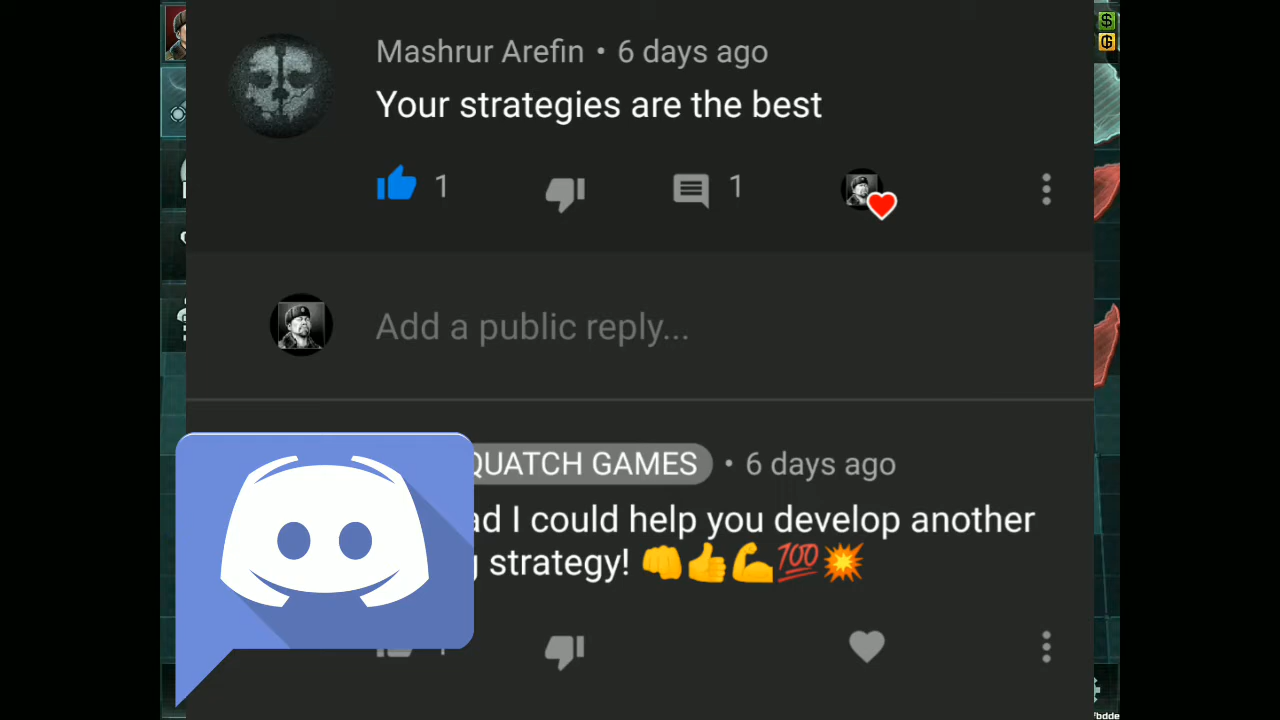 Mashrur Arefin • 6 days ago
Your strategies are the best
1
1
Add a public reply...
QUATCH GAMES • 6 days ago
I could help you develop another
strategy! 👊👍💪💯💥